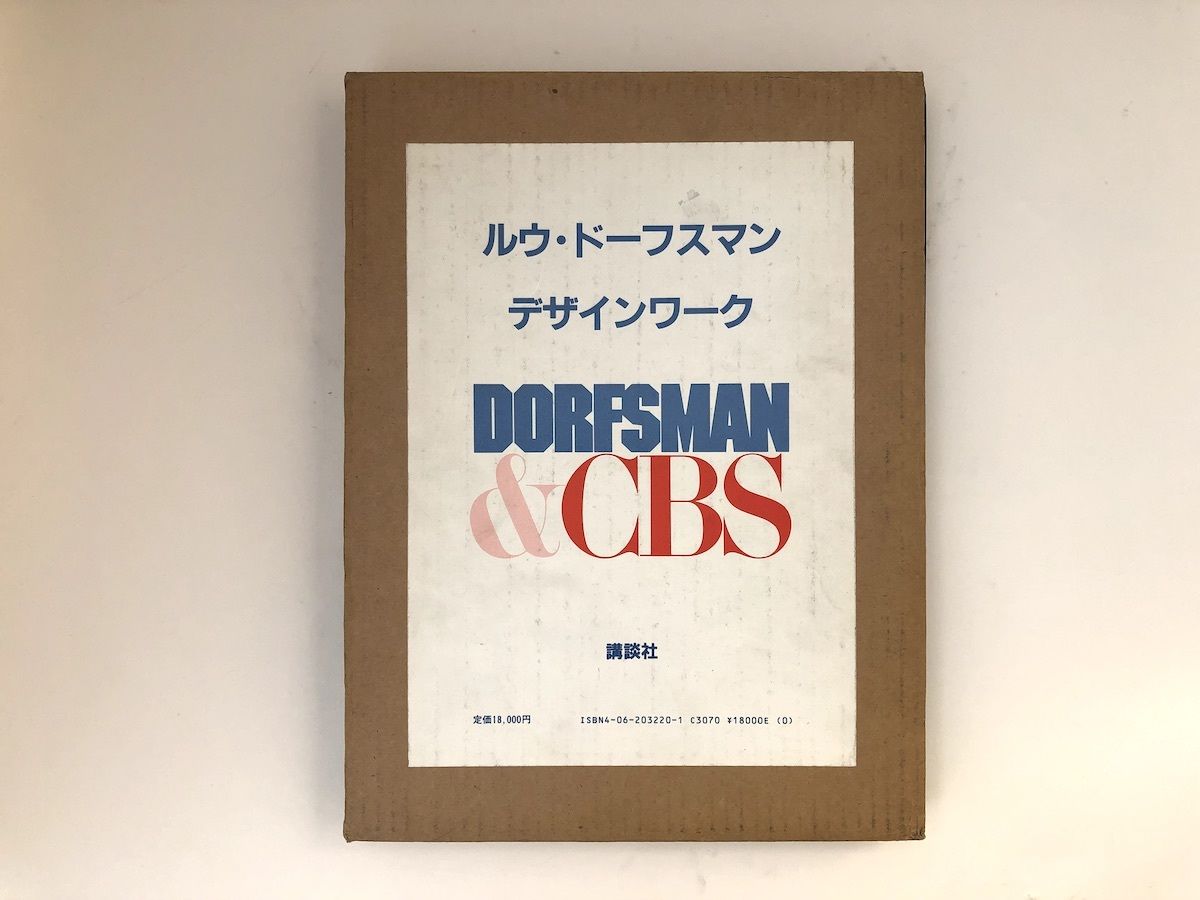 ルウ・ドーフスマン
デザインワーク
DORFSMAN
&CBS
講談社
定価18,000円 ISBN4-06-203220-1 C3070 ¥18000E (0)